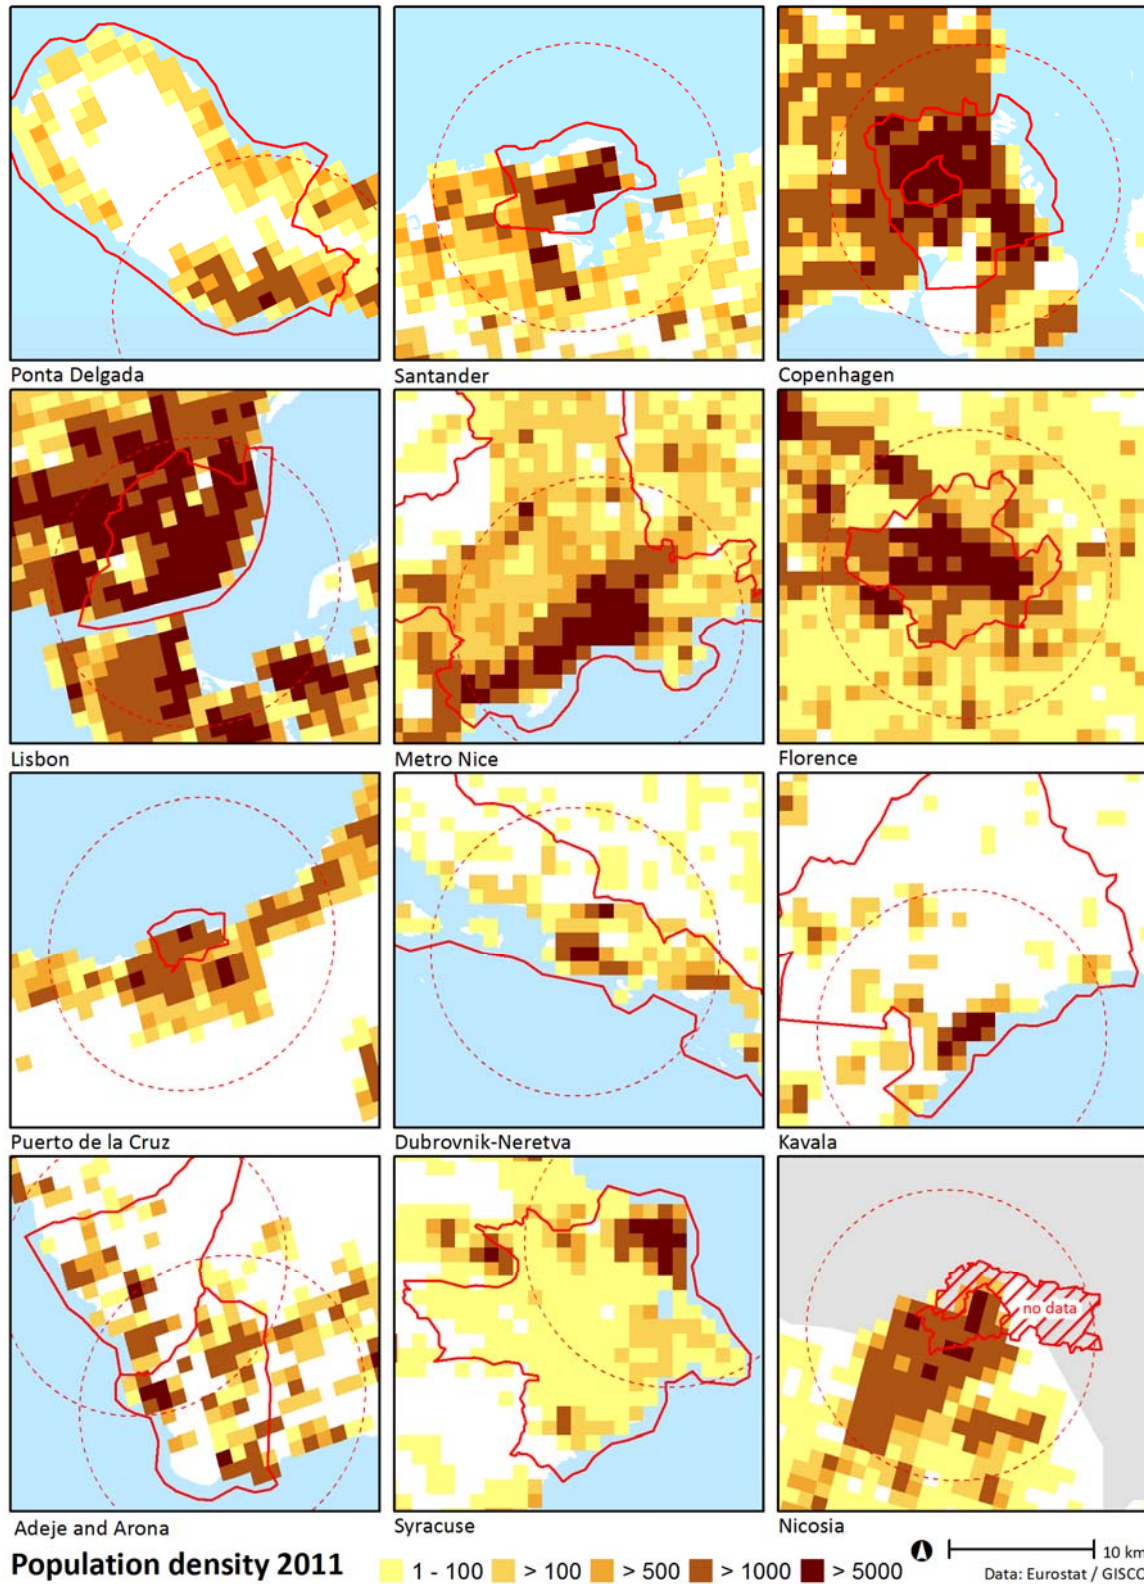 Ponta Delgada
Santander
Copenhagen
Lisbon
Metro Nice
Florence
Puerto de la Cruz
Dubrovnik-Neretva
Kavala
no data
Adeje and Arona
Syracuse
Nicosia
Population density 2011
1 - 100
> 100
> 500
> 1000
> 5000
10 km
Data: Eurostat / GISCO